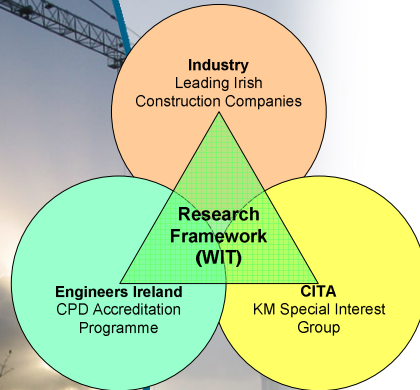 Industry
Leading Irish
Construction Companies
Research
Framework
(WIT)
Engineers Ireland
CPD Accreditation
Programme
CITA
KM Special Interest
Group